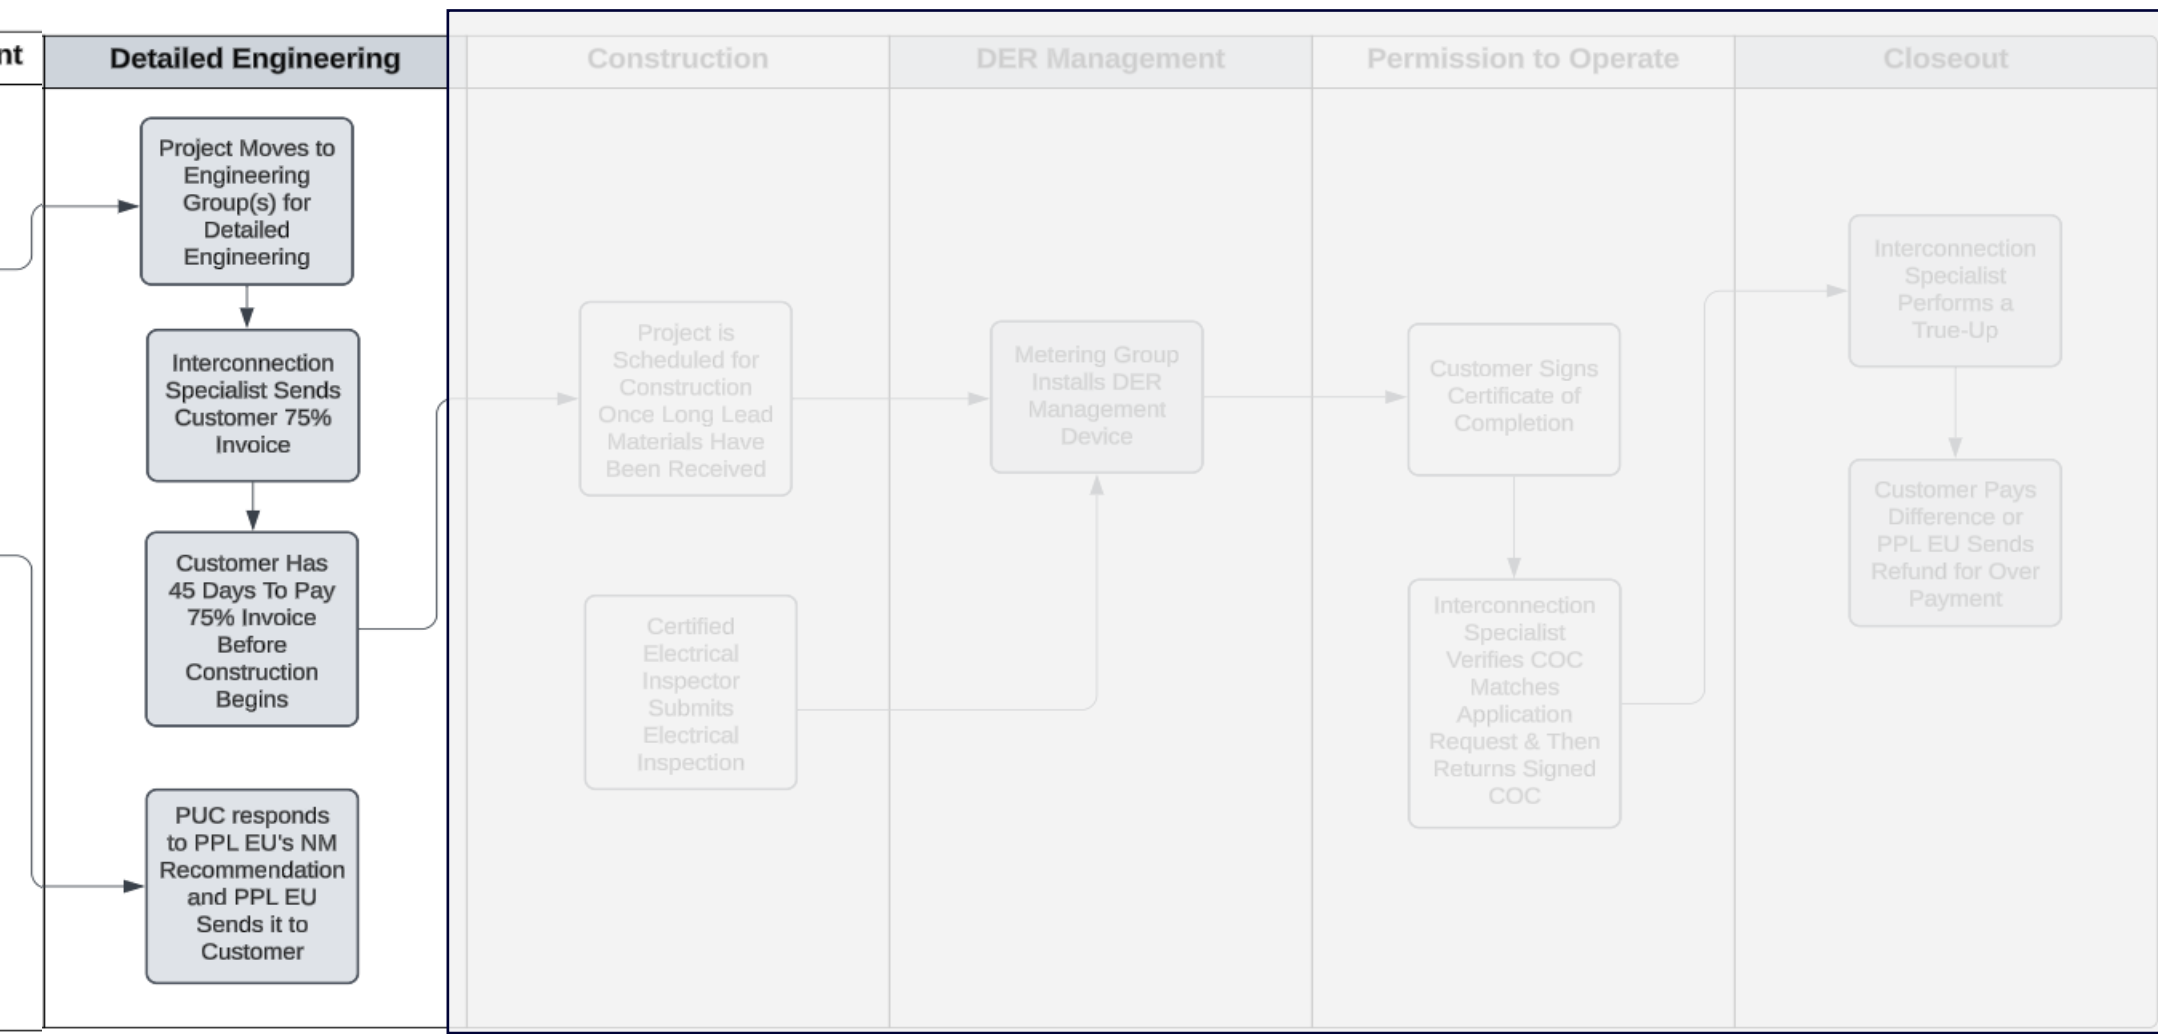 nt
Detailed Engineering
Construction
DER Management
Permission to Operate
Closeout
Project Moves to
Engineering
Group(s) for
Detailed
Engineering
Interconnection
Specialist Sends
Customer 75%
Invoice
Customer Has
45 Days To Pay
75% Invoice
Before
Construction
Begins
PUC responds
to PPL EU's NM
Recommendation
and PPL EU
Sends it to
Customer
Project is
Scheduled for
Construction
Once Long Lead
Materials Have
Been Received
Certified
Electrical
Inspector
Submits
Electrical
Inspection
Metering Group
Installs DER
Management
Device
Customer Signs
Certificate of
Completion
Interconnection
Specialist
Verifies COC
Matches
Application
Request & Then
Returns Signed
COC
Interconnection
Specialist
Performs a
True-Up
Customer Pays
Difference or
PPL EU Sends
Refund for Over
Payment